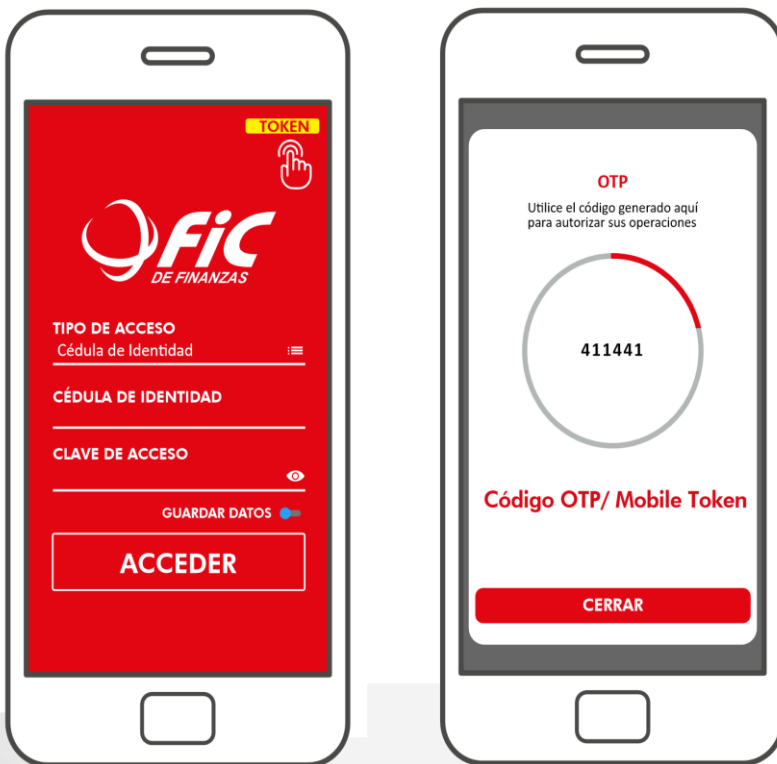 TOKEN
FiC
DE FINANZAS
TIPO DE ACCESO
Cédula de Identidad
CÉDULA DE IDENTIDAD
CLAVE DE ACCESO
GUARDAR DATOS
ACCEDER
OTP
Utilice el código generado aquí
para autorizar sus operaciones
411441
Código OTP/ Mobile Token
CERRAR